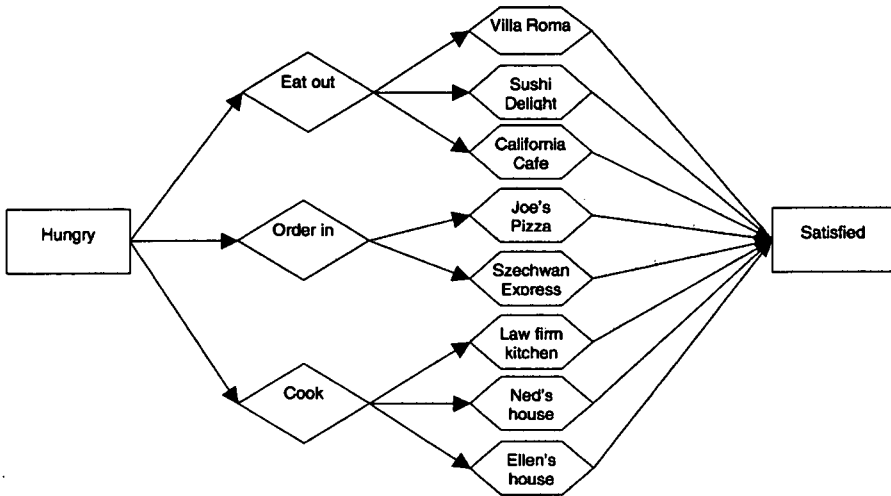 Villa Roma
Eat out
Sushi
Delight
California
Cafe
Hungry
Order in
Joe's
Pizza
Szechwan
Express
Satisfied
Cook
Law firm
kitchen
Ned's
house
Ellen's
house